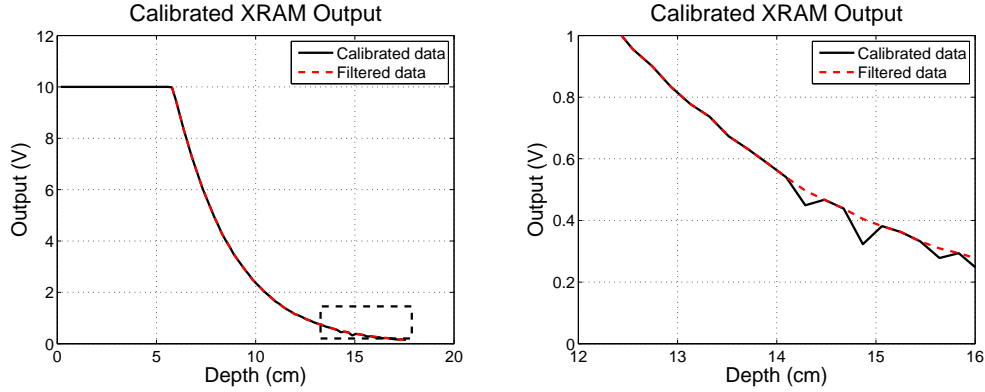 Calibrated XRAM Output
12
10
8
6
4
2
0
0
5
10
15
20
Output (V)
Depth (cm)
Calibrated data
Filtered data
Calibrated XRAM Output
1
0.8
0.6
0.4
0.2
0
12
13
14
15
16
Output (V)
Depth (cm)
Calibrated data
Filtered data